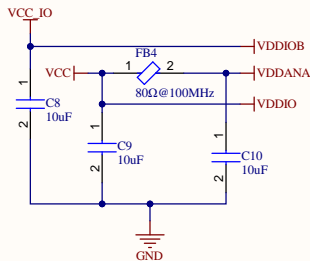 VCC_IO
VDDIOB
FB4
VCC
1
2
VDDANA
80Ω@100MHz
VDDIO
1
C8
10uF
2
1
C9
10uF
2
1
C10
10uF
2
GND